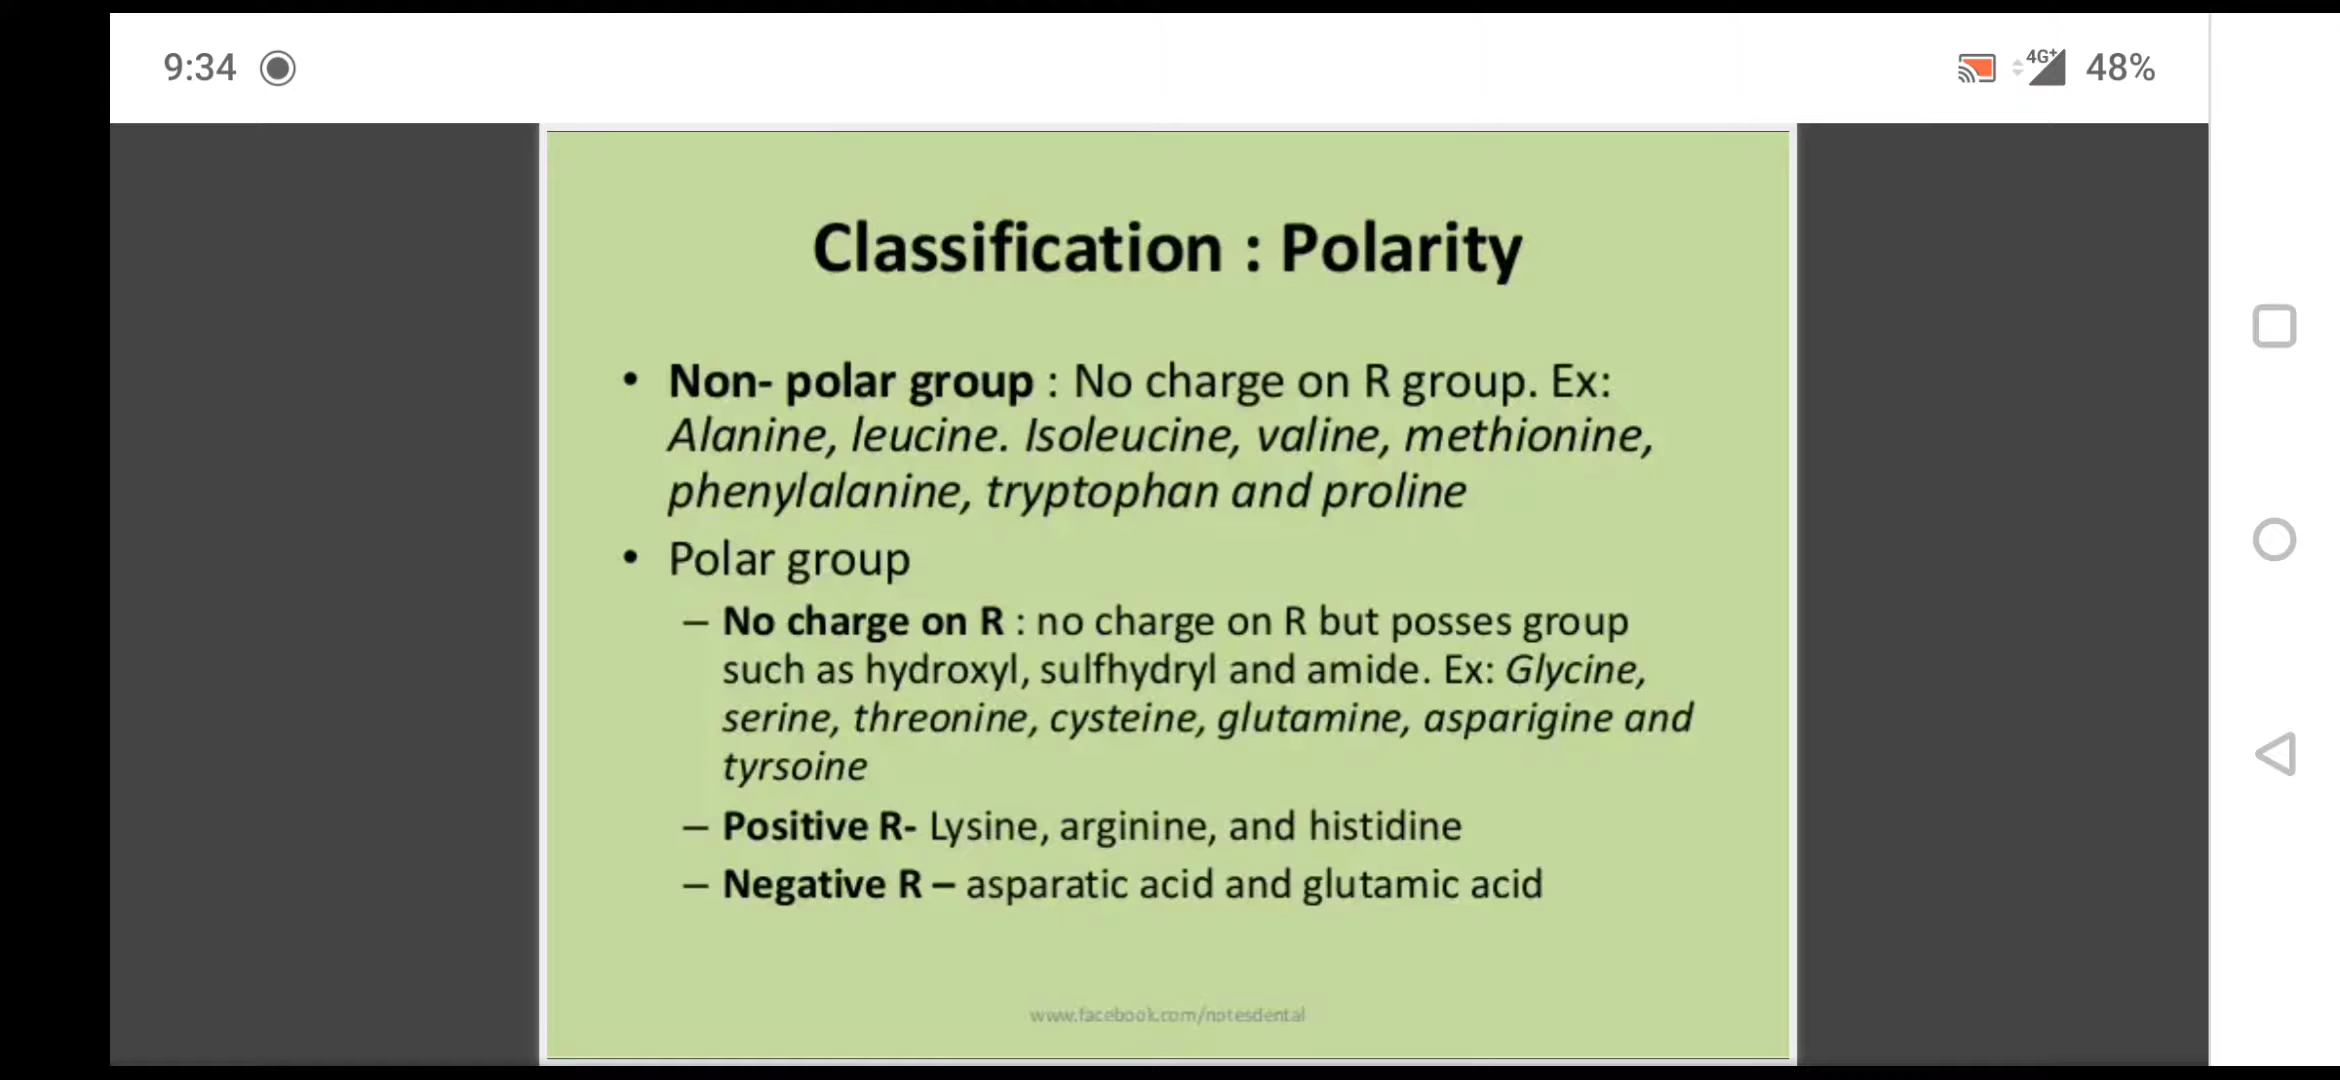 9:34
4G+ 48%
Classification : Polarity
• Non- polar group : No charge on R group. Ex:
Alanine, leucine. Isoleucine, valine, methionine,
phenylalanine, tryptophan and proline
• Polar group
– No charge on R : no charge on R but posses group
such as hydroxyl, sulfhydryl and amide. Ex: Glycine,
serine, threonine, cysteine, glutamine, asparigine and
tyrsoine
– Positive R- Lysine, arginine, and histidine
– Negative R – asparatic acid and glutamic acid
www.facebook.com/notesdental